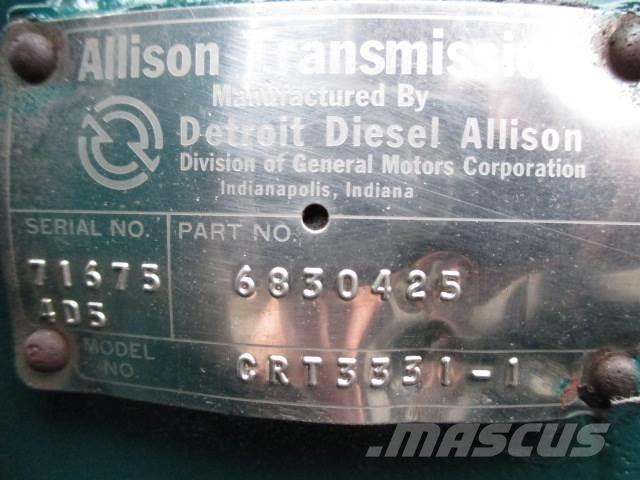 Allison Transmission
Manufactured By
Detroit Diesel Allison
Division of General Motors Corporation
Indianapolis, Indiana
SERIAL NO. PART NO.
71675 6830425
4D5
MODEL NO. CRT3331-1
MASCUS